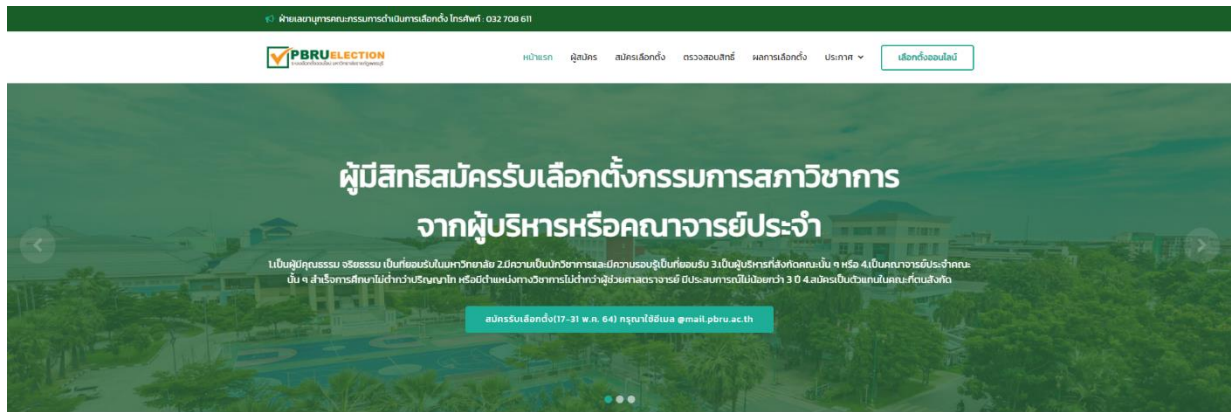 ฝ่ายเลขานุการคณะกรรมการดำเนินการเลือกตั้ง โทรศัพท์ : 032 708 611
PBRUELECTION
หน้าแรก ผู้สมัคร สมัครเลือกตั้ง ตรวจสอบสิทธิ์ ผลการเลือกตั้ง ประกาศ เลือกตั้งออนไลน์
ผู้มีสิทธิสมัครรับเลือกตั้งกรรมการสภาวิชาการ
จากผู้บริหารหรือคณาจารย์ประจำ
1.เป็นผู้มีคุณธรรม จริยธรรม เป็นที่ยอมรับในมหาวิทยาลัย 2.มีความเป็นนักวิชาการและมีความรอบรู้เป็นที่ยอมรับ 3.เป็นผู้บริหารที่สังกัดคณะนั้น ๆ หรือ 4.เป็นคณาจารย์ประจำคณะ
นั้น ๆ สำเร็จการศึกษาไม่ต่ำกว่าปริญญาโท หรือมีตำแหน่งทางวิชาการไม่ต่ำกว่าผู้ช่วยศาสตราจารย์ มีประสบการณ์ไม่น้อยกว่า 3 ปี 4.สมัครเป็นตัวแทนในคณะที่ตนสังกัด
สมัครรับเลือกตั้ง(17-31 พ.ค. 64) กรุณาใช้อีเมล @mail.pbru.ac.th